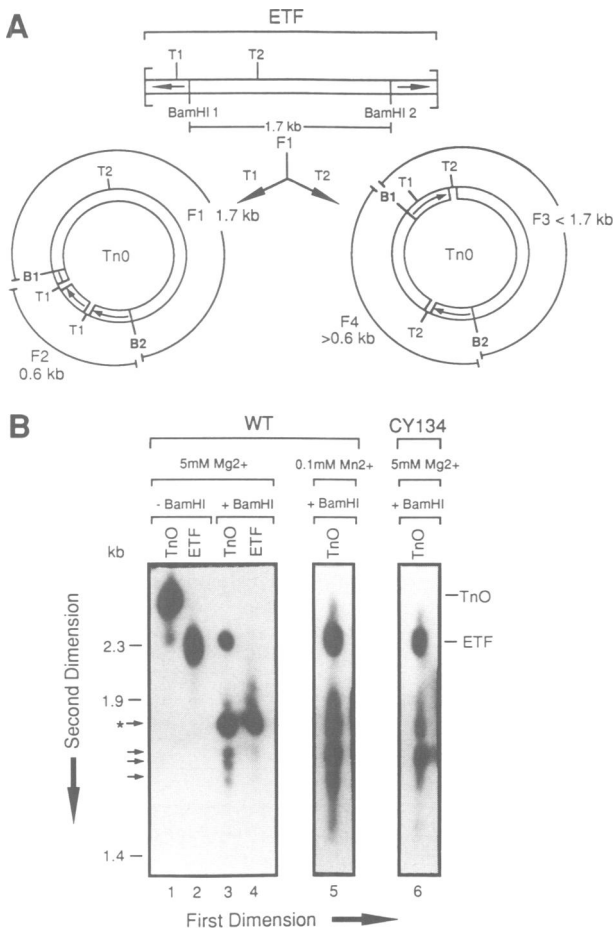 A
ETF
T1 T2
BamHI 1 BamHI 2
1.7 kb
F1
T1 T2
T2
F1 1.7 kb
Tn0
B1
T1
T1
B2
F2
0.6 kb
T2
T1
B1
F3 < 1.7 kb
Tn0
F4
>0.6 kb
T2
B2
B
WT CY134
5mM Mg2+ 0.1mM Mn2+ 5mM Mg2+
- BamHI + BamHI + BamHI + BamHI
kb TnO ETF TnO ETF TnO TnO
TnO
2.3 ETF
1.9
*
1.4
1 2 3 4 5 6
Second Dimension
First Dimension